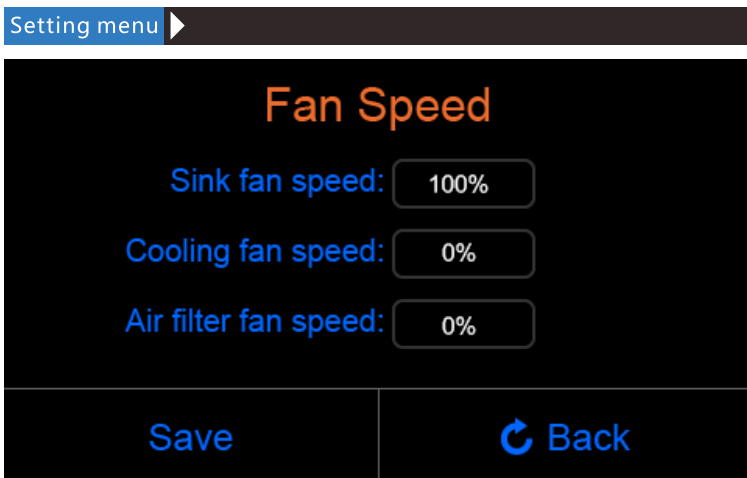 Setting menu
Fan Speed
Sink fan speed: 100%
Cooling fan speed: 0%
Air filter fan speed: 0%
Save
Back